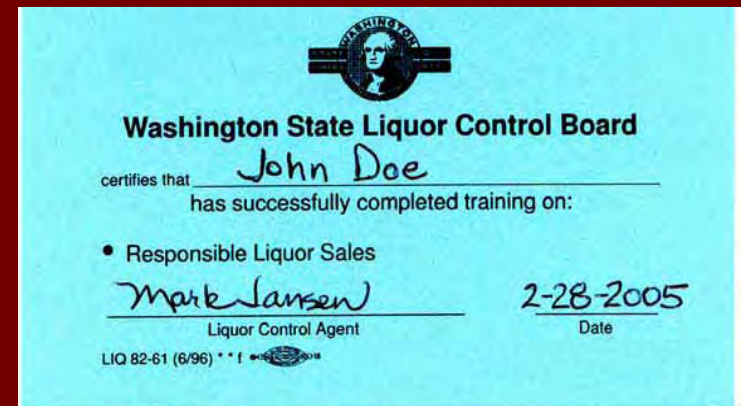 WASHINGTON
Washington State Liquor Control Board
certifies that John Doe
has successfully completed training on:
• Responsible Liquor Sales
Mark Jansen 2-28-2005
Liquor Control Agent Date
LIQ 82-61 (6/96) * * f